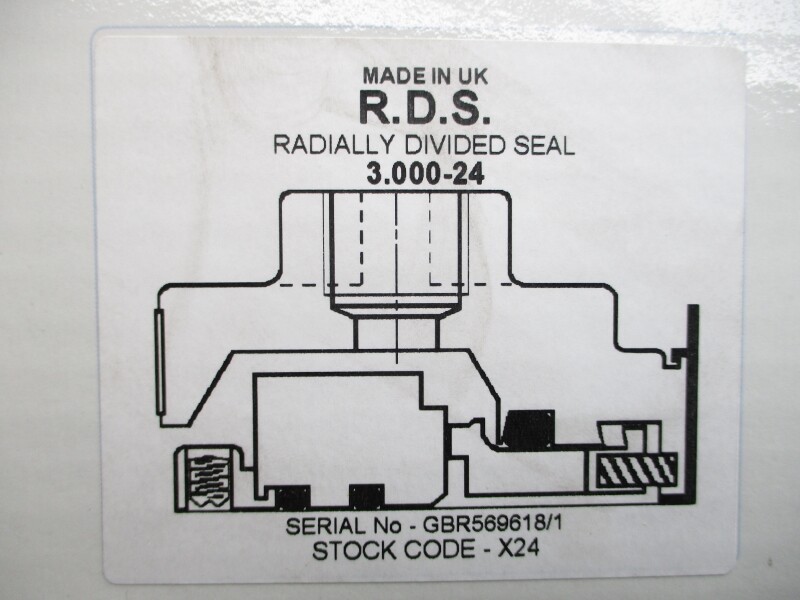 MADE IN UK
R.D.S.
RADIALLY DIVIDED SEAL
3.000-24
SERIAL No - GBR569618/1
STOCK CODE - X24